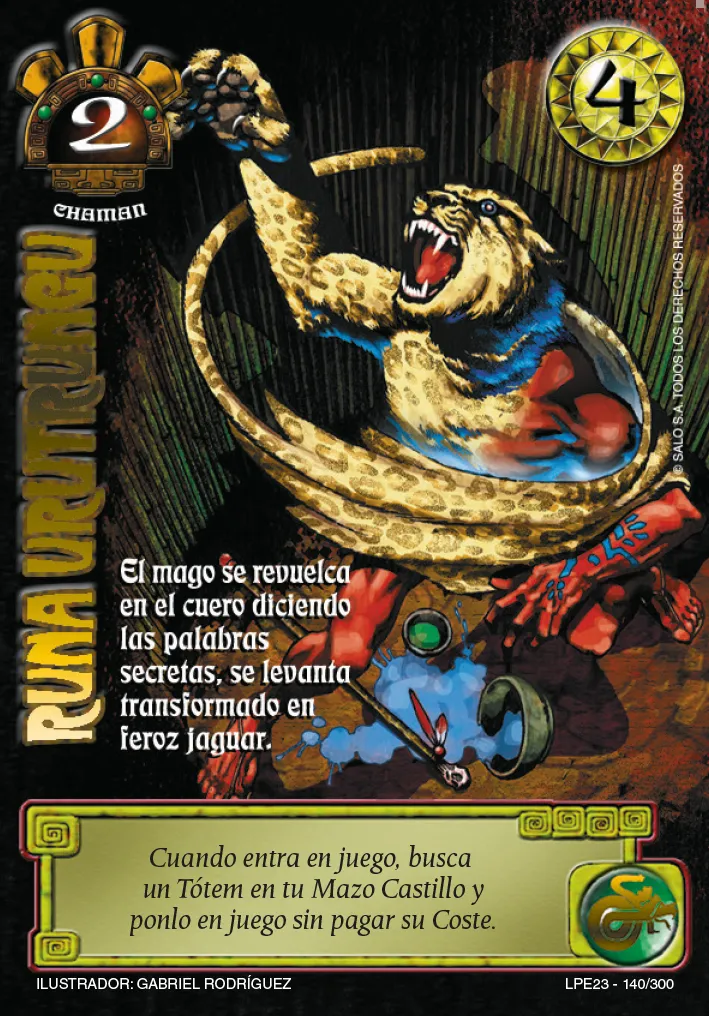 2
4
CHAMAN
RUNA URUTRUNGU
© SALO S.A. TODOS LOS DERECHOS RESERVADOS
El mago se revuelca
en el cuero diciendo
las palabras
secretas, se levanta
transformado en
feroz jaguar.
Cuando entra en juego, busca
un Tótem en tu Mazo Castillo y
ponlo en juego sin pagar su Coste.
ILUSTRADOR: GABRIEL RODRÍGUEZ
LPE23 - 140/300